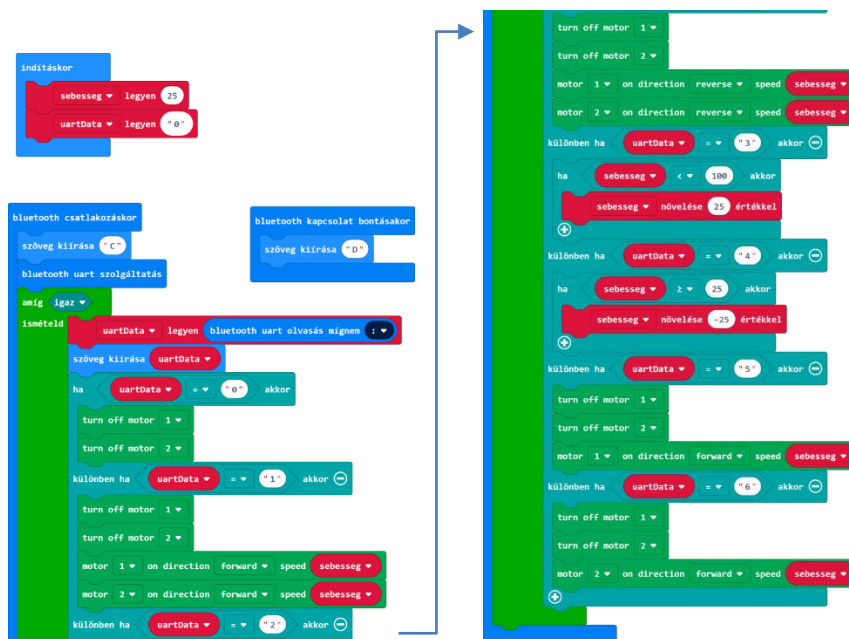 indításkor
sebesseg legyen 25
uartData legyen "0"
bluetooth csatlakozáskor
szöveg kiírása "C"
bluetooth uart szolgáltatás
amíg igaz
ismételd
uartData legyen bluetooth uart olvasás mígnem :
szöveg kiírása uartData
ha uartData = "0" akkor
turn off motor 1
turn off motor 2
különben ha uartData = "1" akkor
turn off motor 1
turn off motor 2
motor 1 on direction forward speed sebesseg
motor 2 on direction forward speed sebesseg
különben ha uartData = "2" akkor
bluetooth kapcsolat bontásakor
szöveg kiírása "D"
turn off motor 1
turn off motor 2
motor 1 on direction reverse speed sebesseg
motor 2 on direction reverse speed sebesseg
különben ha uartData = "3" akkor
ha sebesseg < 100 akkor
sebesseg növelése 25 értékkel
különben ha uartData = "4" akkor
ha sebesseg ≥ 25 akkor
sebesseg növelése -25 értékkel
különben ha uartData = "5" akkor
turn off motor 1
turn off motor 2
motor 1 on direction forward speed sebesseg
különben ha uartData = "6" akkor
turn off motor 1
turn off motor 2
motor 2 on direction forward speed sebesseg